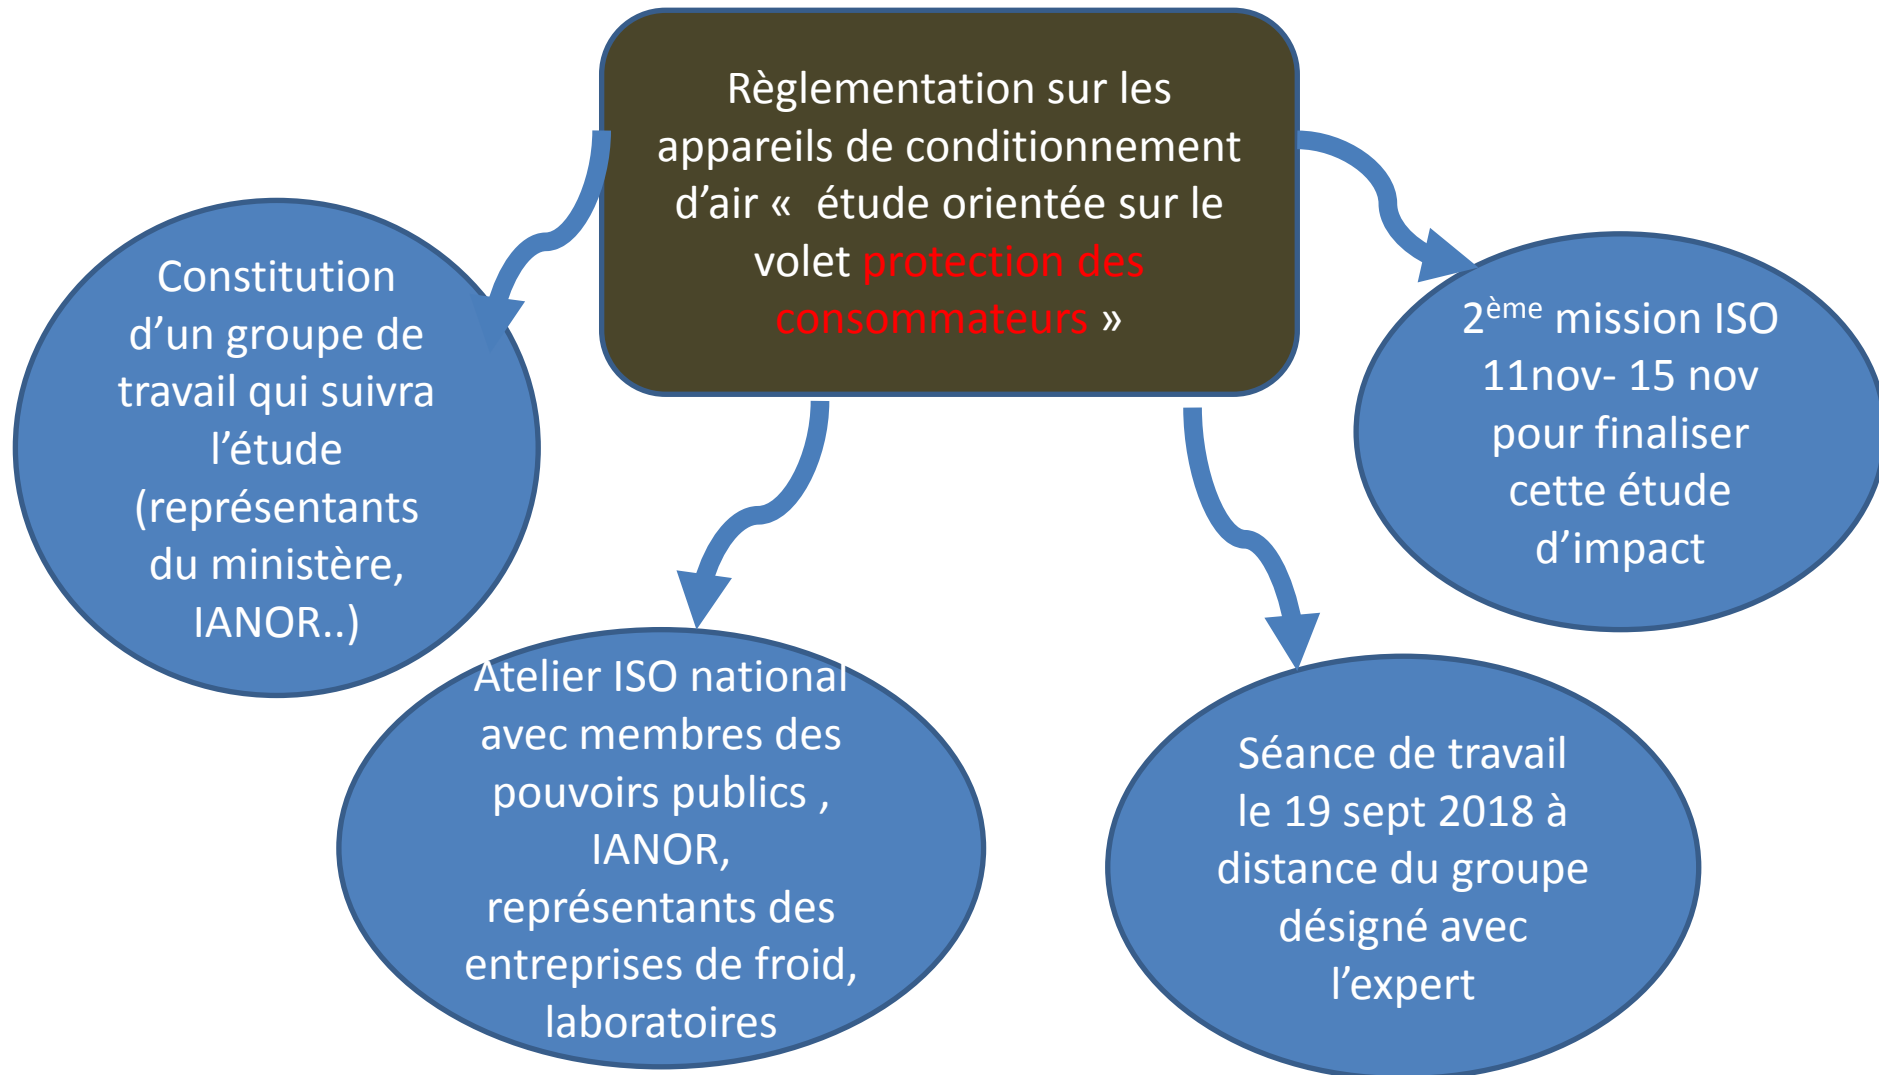 Règlementation sur les
appareils de conditionnement
d’air «  étude orientée sur le
volet protection des
consommateurs »
Constitution
d’un groupe de
travail qui suivra
l’étude
(représentants
du ministère,
IANOR..)
Atelier ISO national
avec membres des
pouvoirs publics ,
IANOR,
représentants des
entreprises de froid,
laboratoires
Séance de travail
le 19 sept 2018 à
distance du groupe
désigné avec
l’expert
2ème mission ISO
11nov- 15 nov
pour finaliser
cette étude
d’impact